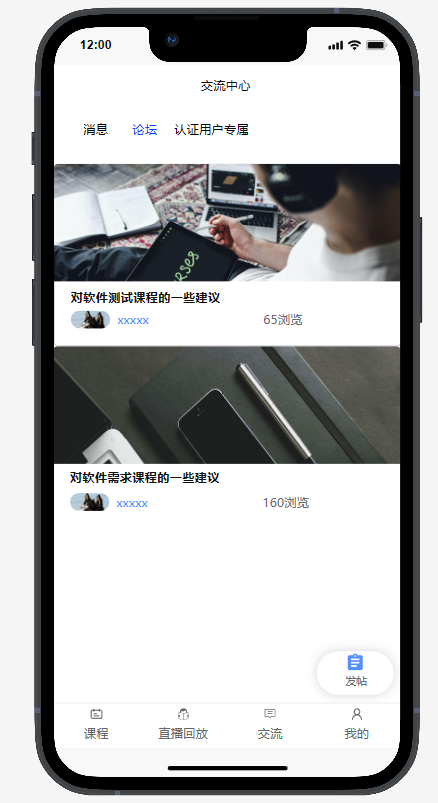 12:00
交流中心
消息 论坛 认证用户专属
对软件测试课程的一些建议
xxxxx 65浏览
对软件需求课程的一些建议
xxxxx 160浏览
发帖
课程 直播回放 交流 我的